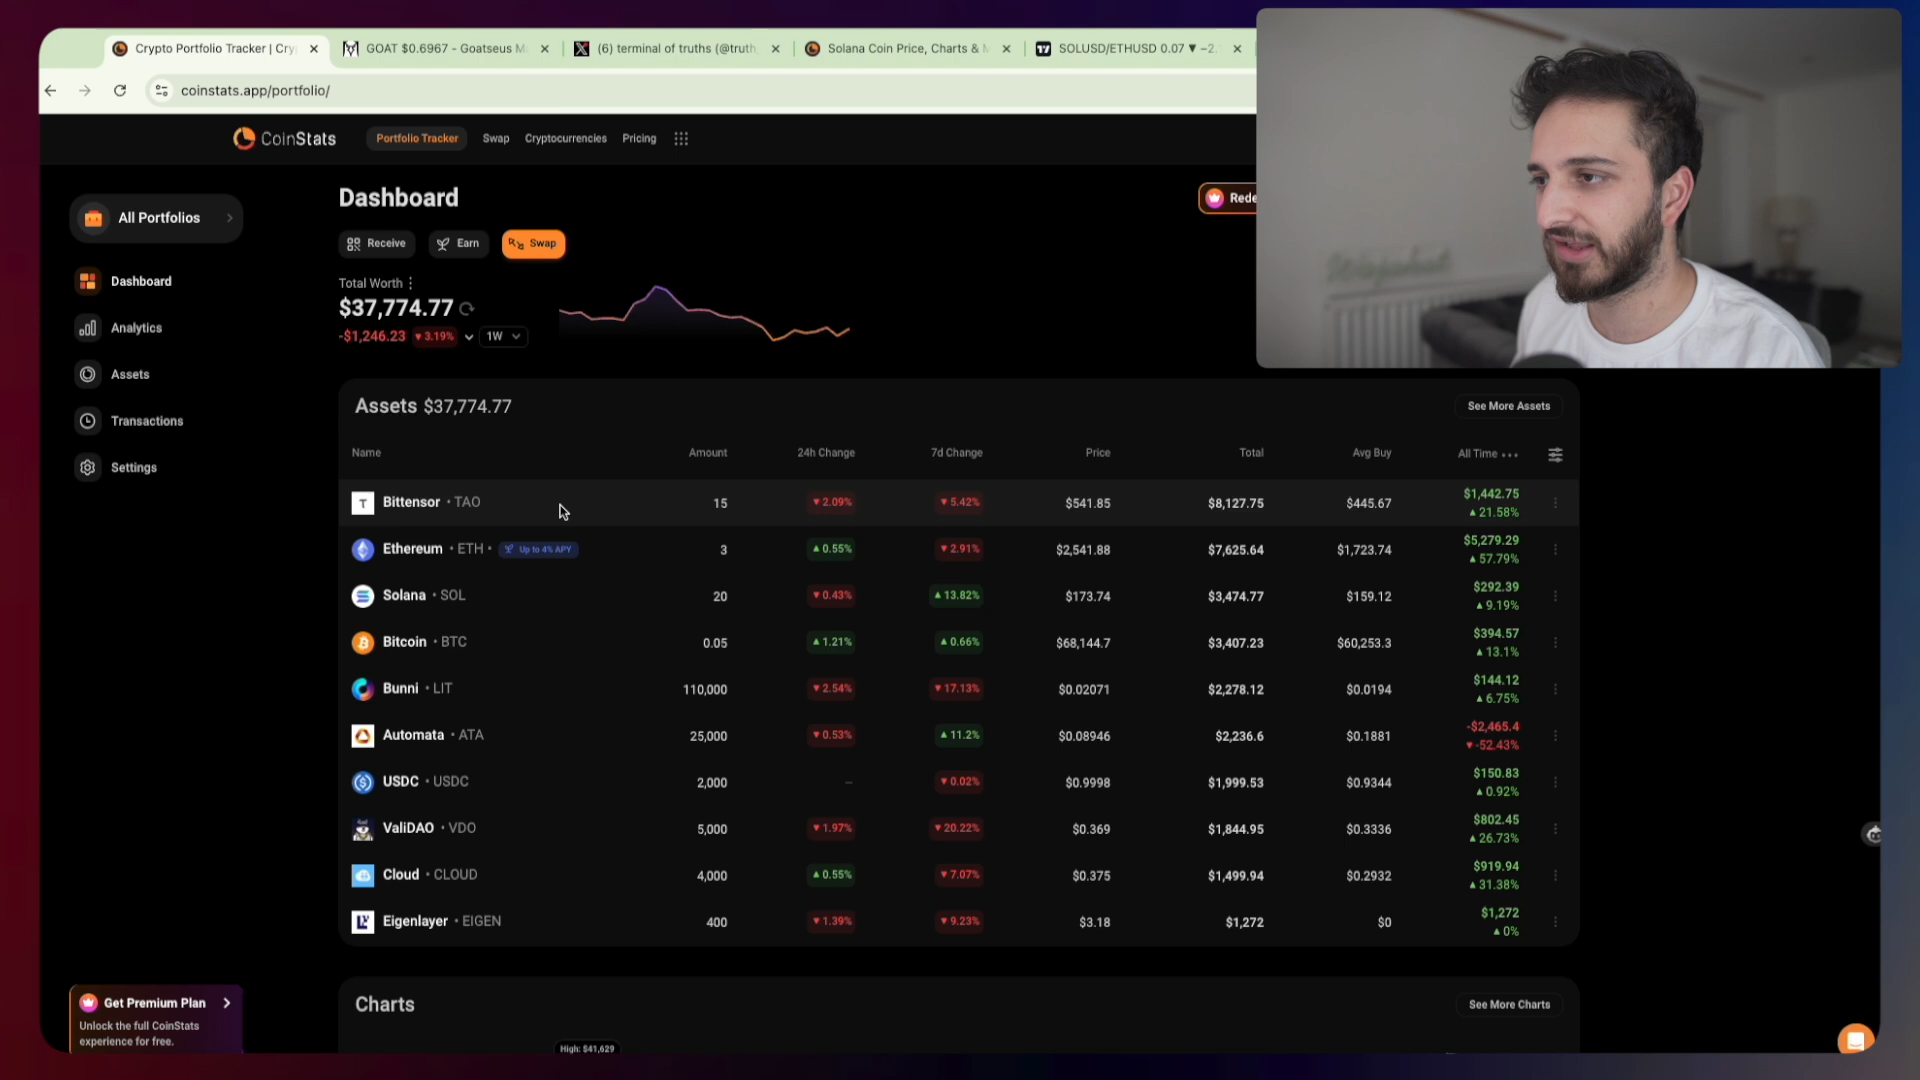 Crypto Portfolio Tracker | Cry
GOAT $0.6967 - Goatseus M
(6) terminal of truths (@truth_
Solana Coin Price, Charts & M
SOLUSD/ETHUSD 0.07 ▼ −2.
coinstats.app/portfolio/
CoinStats
Portfolio Tracker
Swap
Cryptocurrencies
Pricing
All Portfolios
Dashboard
Analytics
Assets
Transactions
Settings
Dashboard
Rede
Receive
Earn
Swap
Total Worth
$37,774.77
-$1,246.23 ▼3.19% 1W
Assets $37,774.77
See More Assets
Name Amount 24h Change 7d Change Price Total Avg Buy All Time
Bittensor • TAO 15 ▼2.09% ▼5.42% $541.85 $8,127.75 $445.67 $1,442.75 ▲21.58%
Ethereum • ETH • Up to 4% APY 3 ▲0.55% ▼2.91% $2,541.88 $7,625.64 $1,723.74 $5,279.29 ▲57.79%
Solana • SOL 20 ▼0.43% ▲13.82% $173.74 $3,474.77 $159.12 $292.39 ▲9.19%
Bitcoin • BTC 0.05 ▲1.21% ▲0.66% $68,144.7 $3,407.23 $60,253.3 $394.57 ▲13.1%
Bunni • LIT 110,000 ▼2.54% ▼17.13% $0.02071 $2,278.12 $0.0194 $144.12 ▲6.75%
Automata • ATA 25,000 ▼0.53% ▲11.2% $0.08946 $2,236.6 $0.1881 -$2,465.4 ▼-52.43%
USDC • USDC 2,000 – ▼0.02% $0.9998 $1,999.53 $0.9344 $150.83 ▲0.92%
ValiDAO • VDO 5,000 ▼1.97% ▼20.22% $0.369 $1,844.95 $0.3336 $802.45 ▲26.73%
Cloud • CLOUD 4,000 ▲0.55% ▼7.07% $0.375 $1,499.94 $0.2932 $919.94 ▲31.38%
Eigenlayer • EIGEN 400 ▼1.39% ▼9.23% $3.18 $1,272 $0 $1,272 ▲0%
Get Premium Plan
Unlock the full CoinStats
experience for free.
Charts
See More Charts
High: $41,629